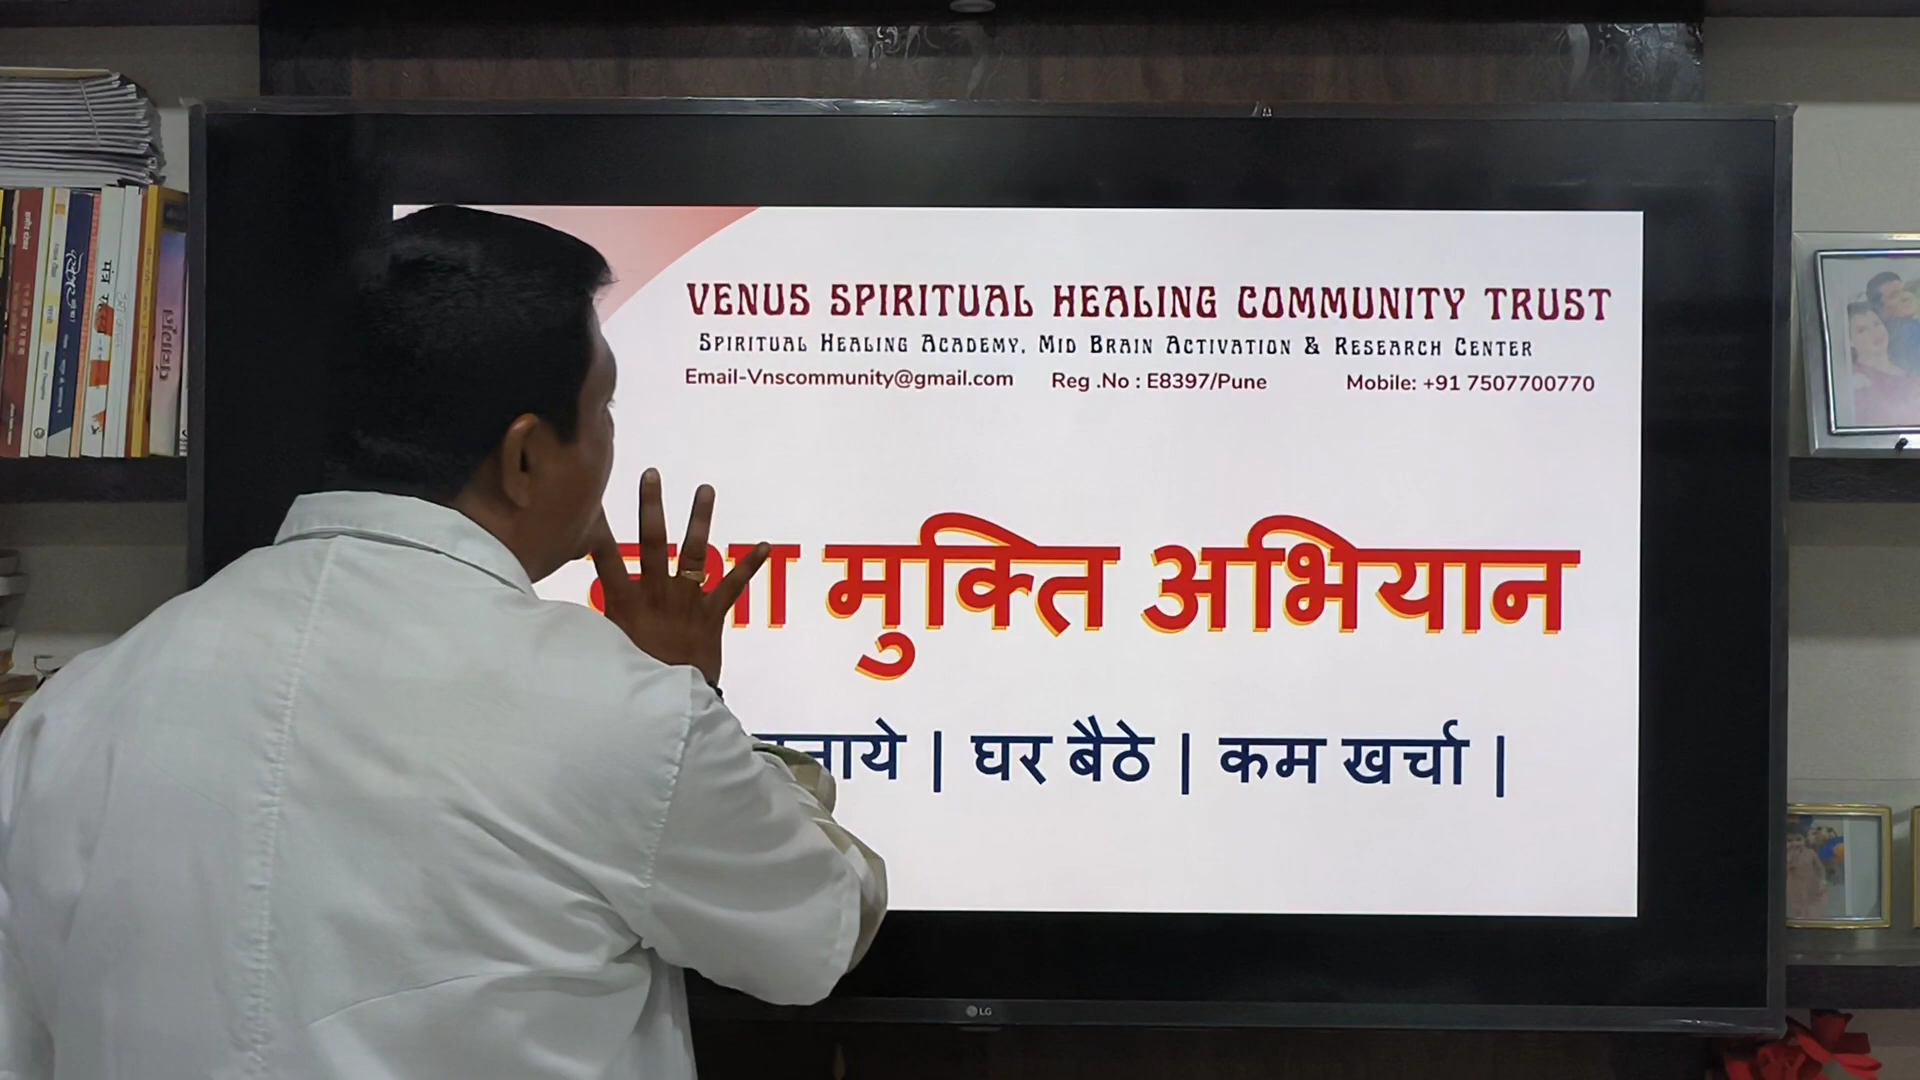 VENUS SPIRITUAL HEALING COMMUNITY TRUST
SPIRITUAL HEALING ACADEMY, MID BRAIN ACTIVATION & RESEARCH CENTER
Email-Vnscommunity@gmail.com Reg .No : E8397/Pune Mobile: +91 7507700770
मुक्ति अभियान
| घर बैठे | कम खर्चा |
LG